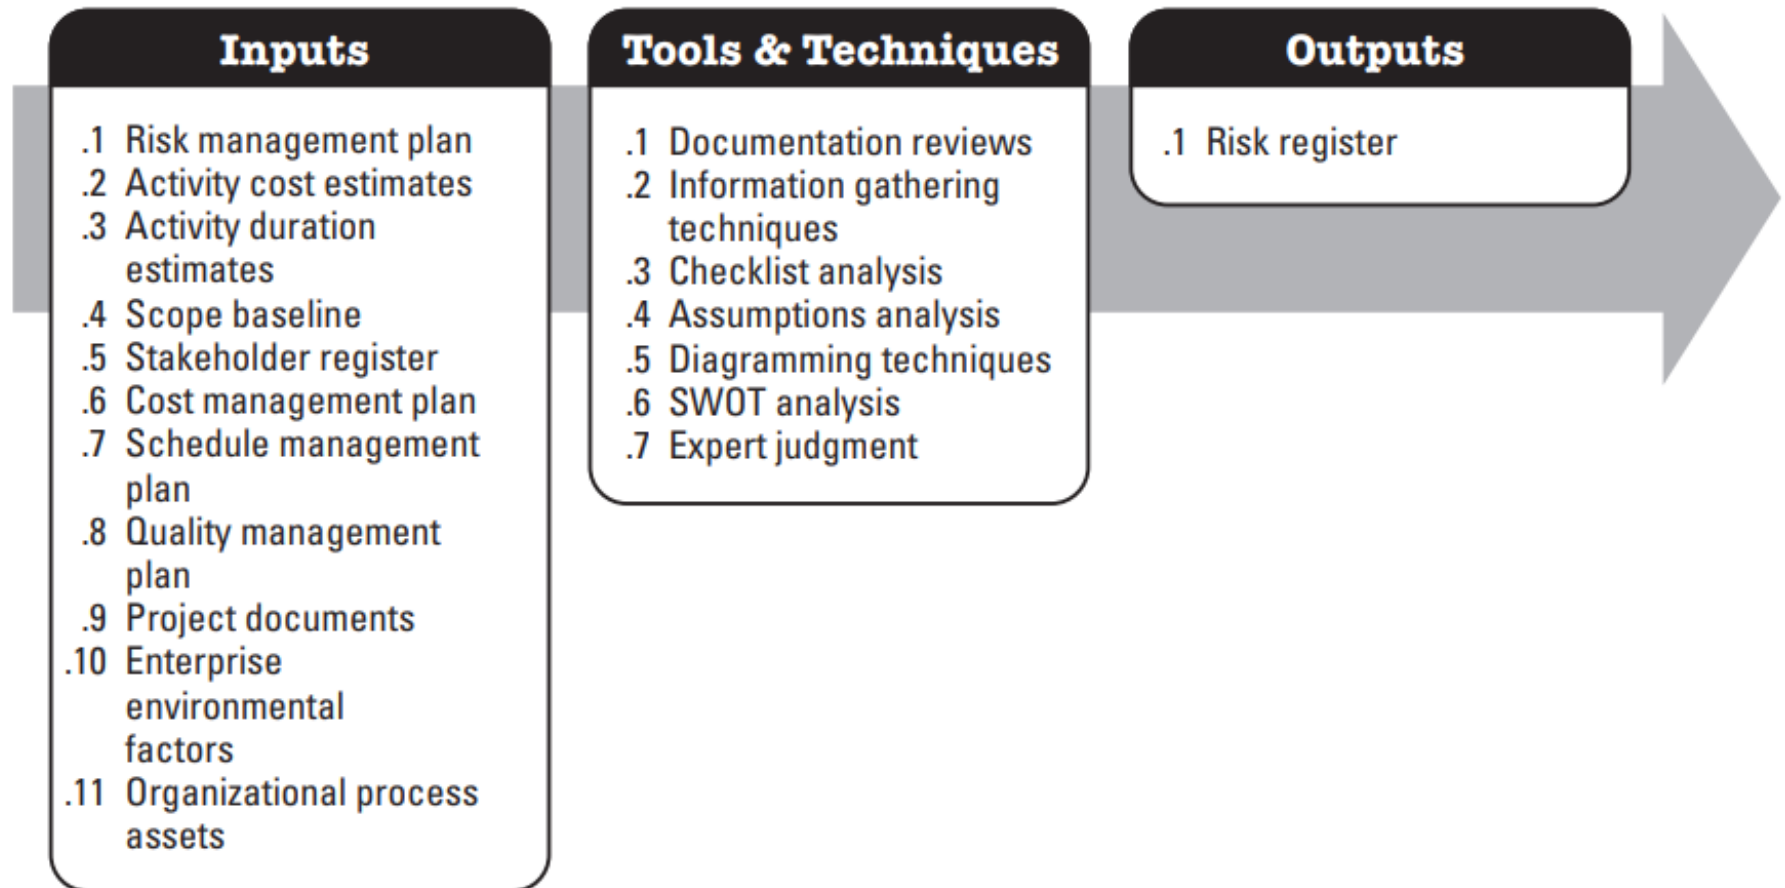 Inputs
.1 Risk management plan
.2 Activity cost estimates
.3 Activity duration
estimates
.4 Scope baseline
.5 Stakeholder register
.6 Cost management plan
.7 Schedule management
plan
.8 Quality management
plan
.9 Project documents
.10 Enterprise
environmental
factors
.11 Organizational process
assets
Tools & Techniques
.1 Documentation reviews
.2 Information gathering
techniques
.3 Checklist analysis
.4 Assumptions analysis
.5 Diagramming techniques
.6 SWOT analysis
.7 Expert judgment
Outputs
.1 Risk register